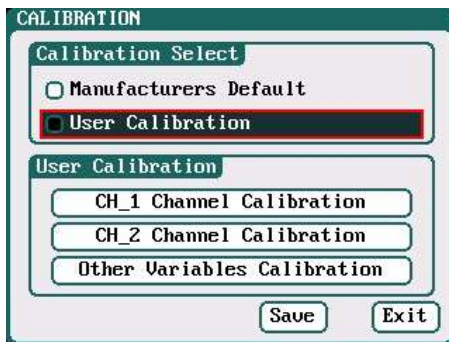 CALIBRATION
Calibration Select
Manufacturers Default
User Calibration
User Calibration
CH_1 Channel Calibration
CH_2 Channel Calibration
Other Variables Calibration
Save Exit